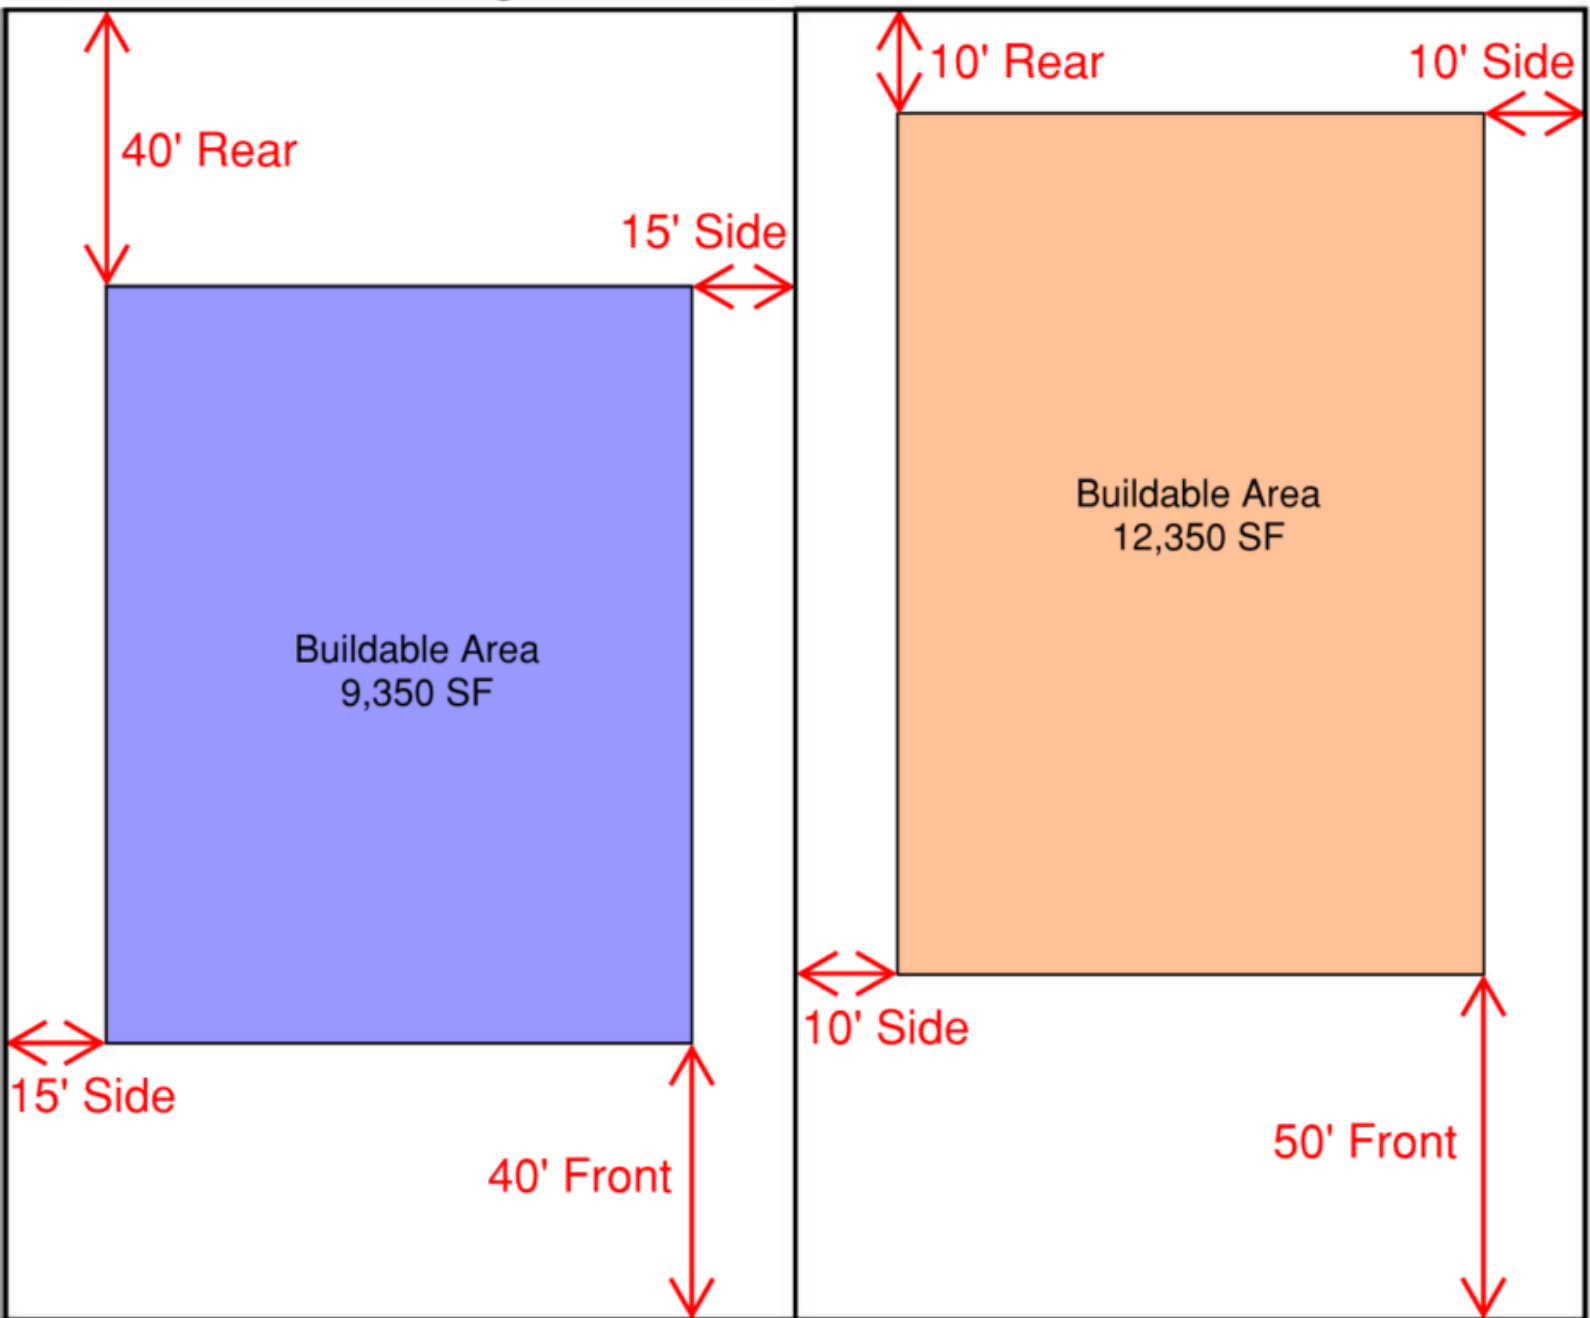 40' Rear
15' Side
Buildable Area
9,350 SF
15' Side
40' Front
10' Rear
10' Side
Buildable Area
12,350 SF
10' Side
50' Front